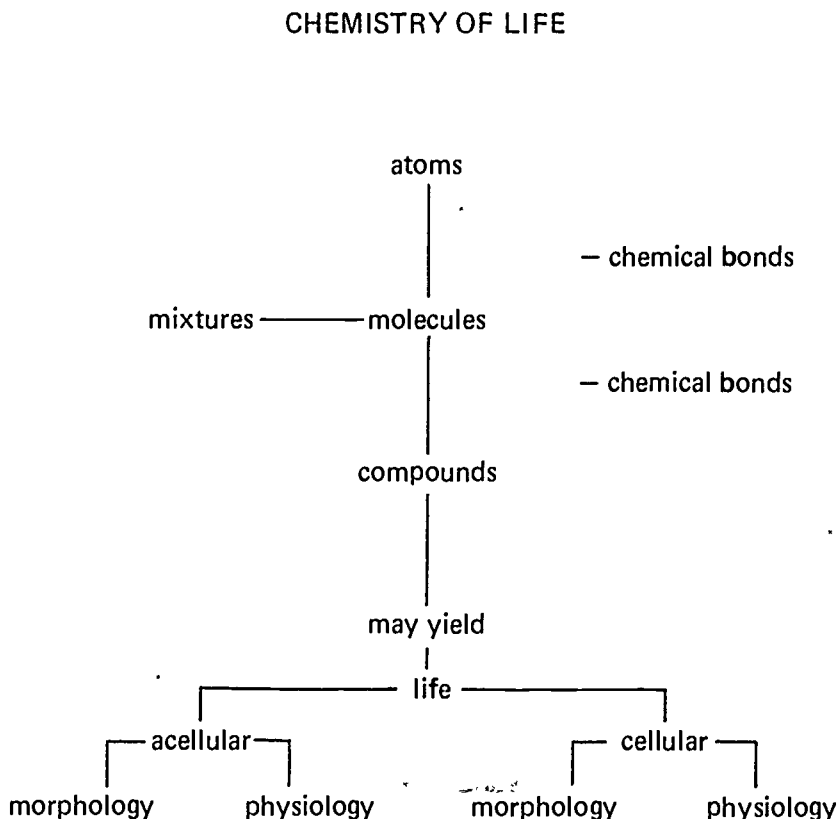 CHEMISTRY OF LIFE
atoms
– chemical bonds
mixtures molecules
– chemical bonds
compounds
may yield
life
acellular cellular
morphology physiology morphology physiology